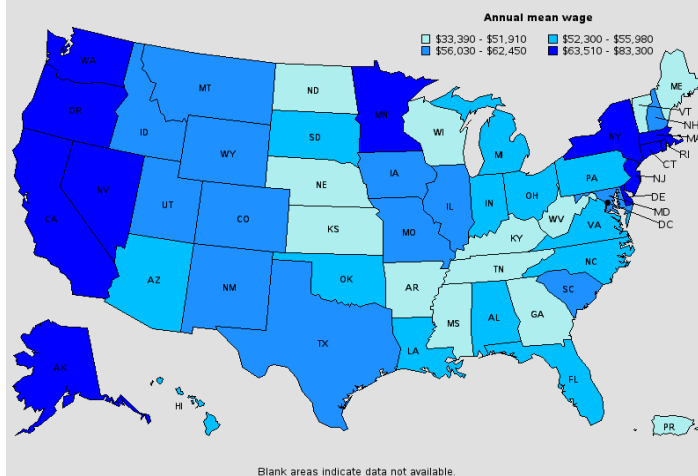 Annual mean wage
$33,390 - $51,910
$52,300 - $55,980
$56,030 - $62,450
$63,510 - $83,300
WA
MT
ND
MN
ME
OR
ID
SD
WI
MI
NY
VT
NH
MA
RI
CT
WY
NE
IA
PA
NJ
NV
UT
CO
KS
IL
IN
OH
WV
VA
DE
MD
DC
CA
MO
KY
AZ
NM
OK
AR
TN
NC
SC
TX
LA
MS
AL
GA
FL
AK
HI
PR
Blank areas indicate data not available.